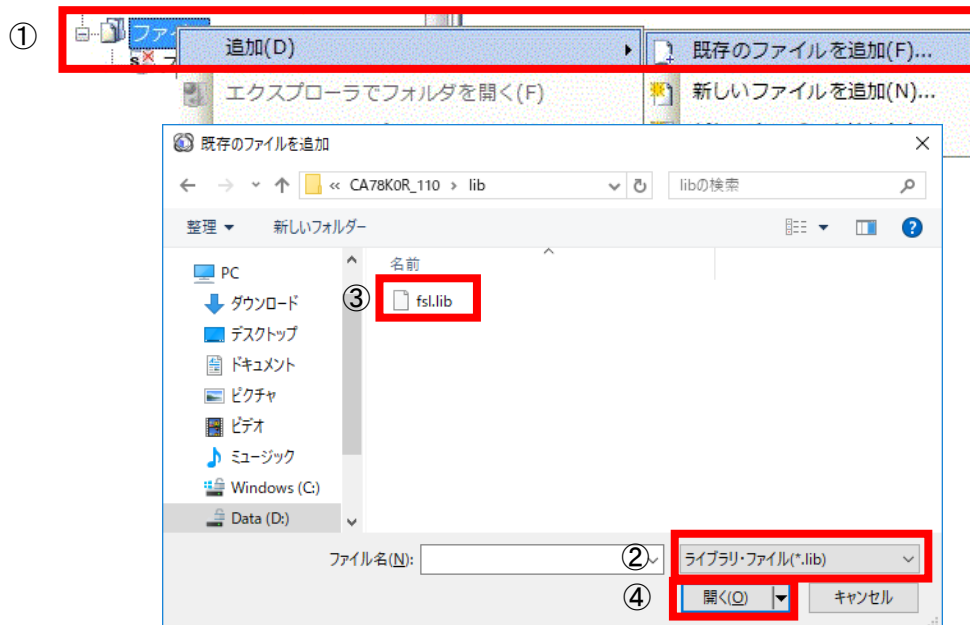 ①
ファイ
追加(D)
既存のファイルを追加(F)...
エクスプローラでフォルダを開く(F)
新しいファイルを追加(N)...
既存のファイルを追加
« CA78K0R_110 › lib
libの検索
整理
新しいフォルダー
名前
PC
③
fsl.lib
ダウンロード
デスクトップ
ドキュメント
ピクチャ
ビデオ
ミュージック
Windows (C:)
Data (D:)
ファイル名(N):
②
ライブラリ・ファイル(*.lib)
④
開く(O)
キャンセル